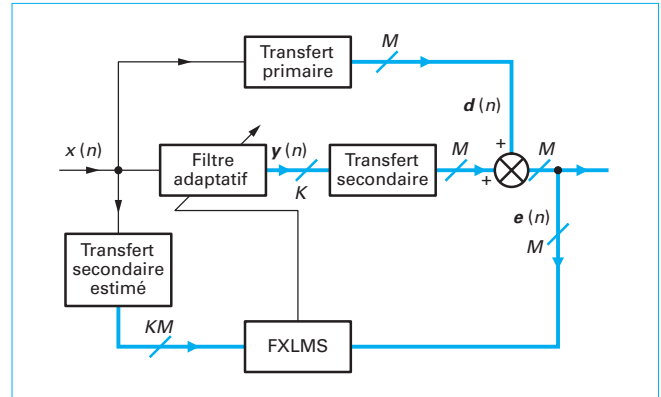 Transfert
primaire
M
d (n)
x (n)
Filtre
adaptatif
y (n)
K
Transfert
secondaire
M
+
+
M
e (n)
M
Transfert
secondaire
estimé
KM
FXLMS